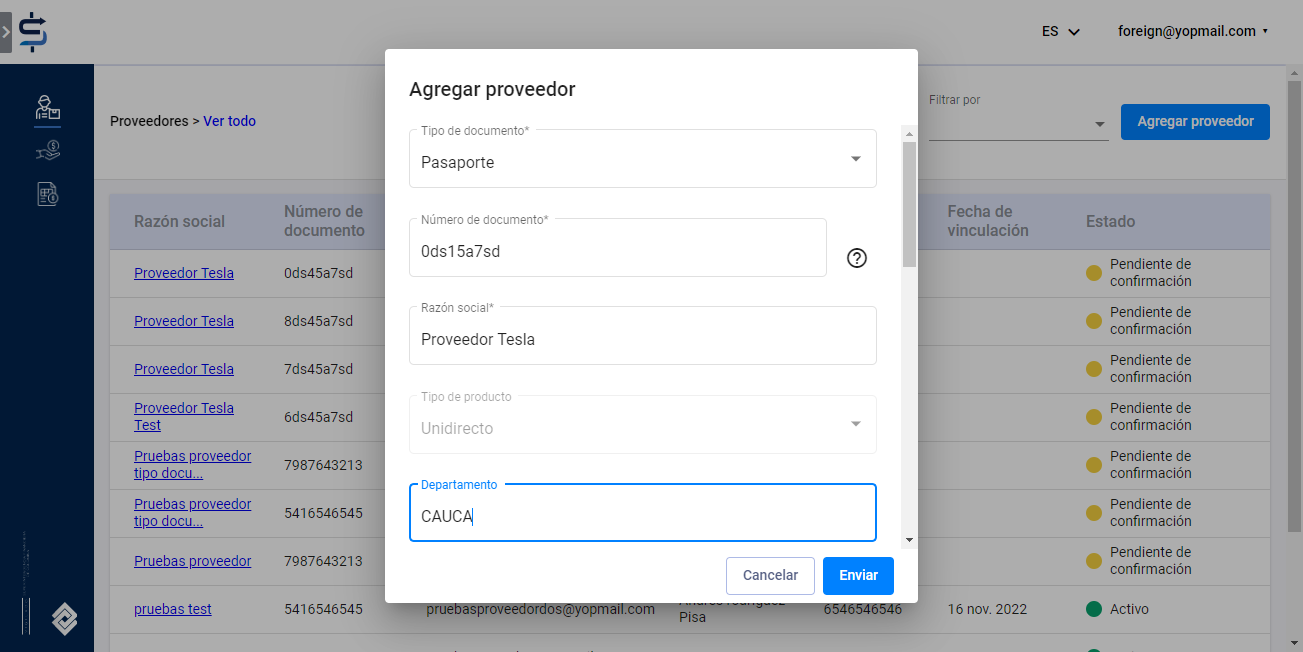 ES
foreign@yopmail.com
Proveedores > Ver todo
Filtrar por
Agregar proveedor
Agregar proveedor
Tipo de documento*
Pasaporte
Número de documento*
0ds15a7sd
Razón social*
Proveedor Tesla
Tipo de producto
Unidirecto
Departamento
CAUCA
Cancelar
Enviar
Razón social
Número de
documento
Fecha de
vinculación
Estado
Proveedor Tesla
0ds45a7sd
Pendiente de
confirmación
Proveedor Tesla
8ds45a7sd
Pendiente de
confirmación
Proveedor Tesla
7ds45a7sd
Pendiente de
confirmación
Proveedor Tesla
Test
6ds45a7sd
Pendiente de
confirmación
Pruebas proveedor
tipo docu...
7987643213
Pendiente de
confirmación
Pruebas proveedor
tipo docu...
5416546545
Pendiente de
confirmación
Pruebas proveedor
7987643213
Pendiente de
confirmación
pruebas test
5416546545
pruebasproveedordos@yopmail.com
Andres rodriguez
Pisa
6546546546
16 nov. 2022
Activo